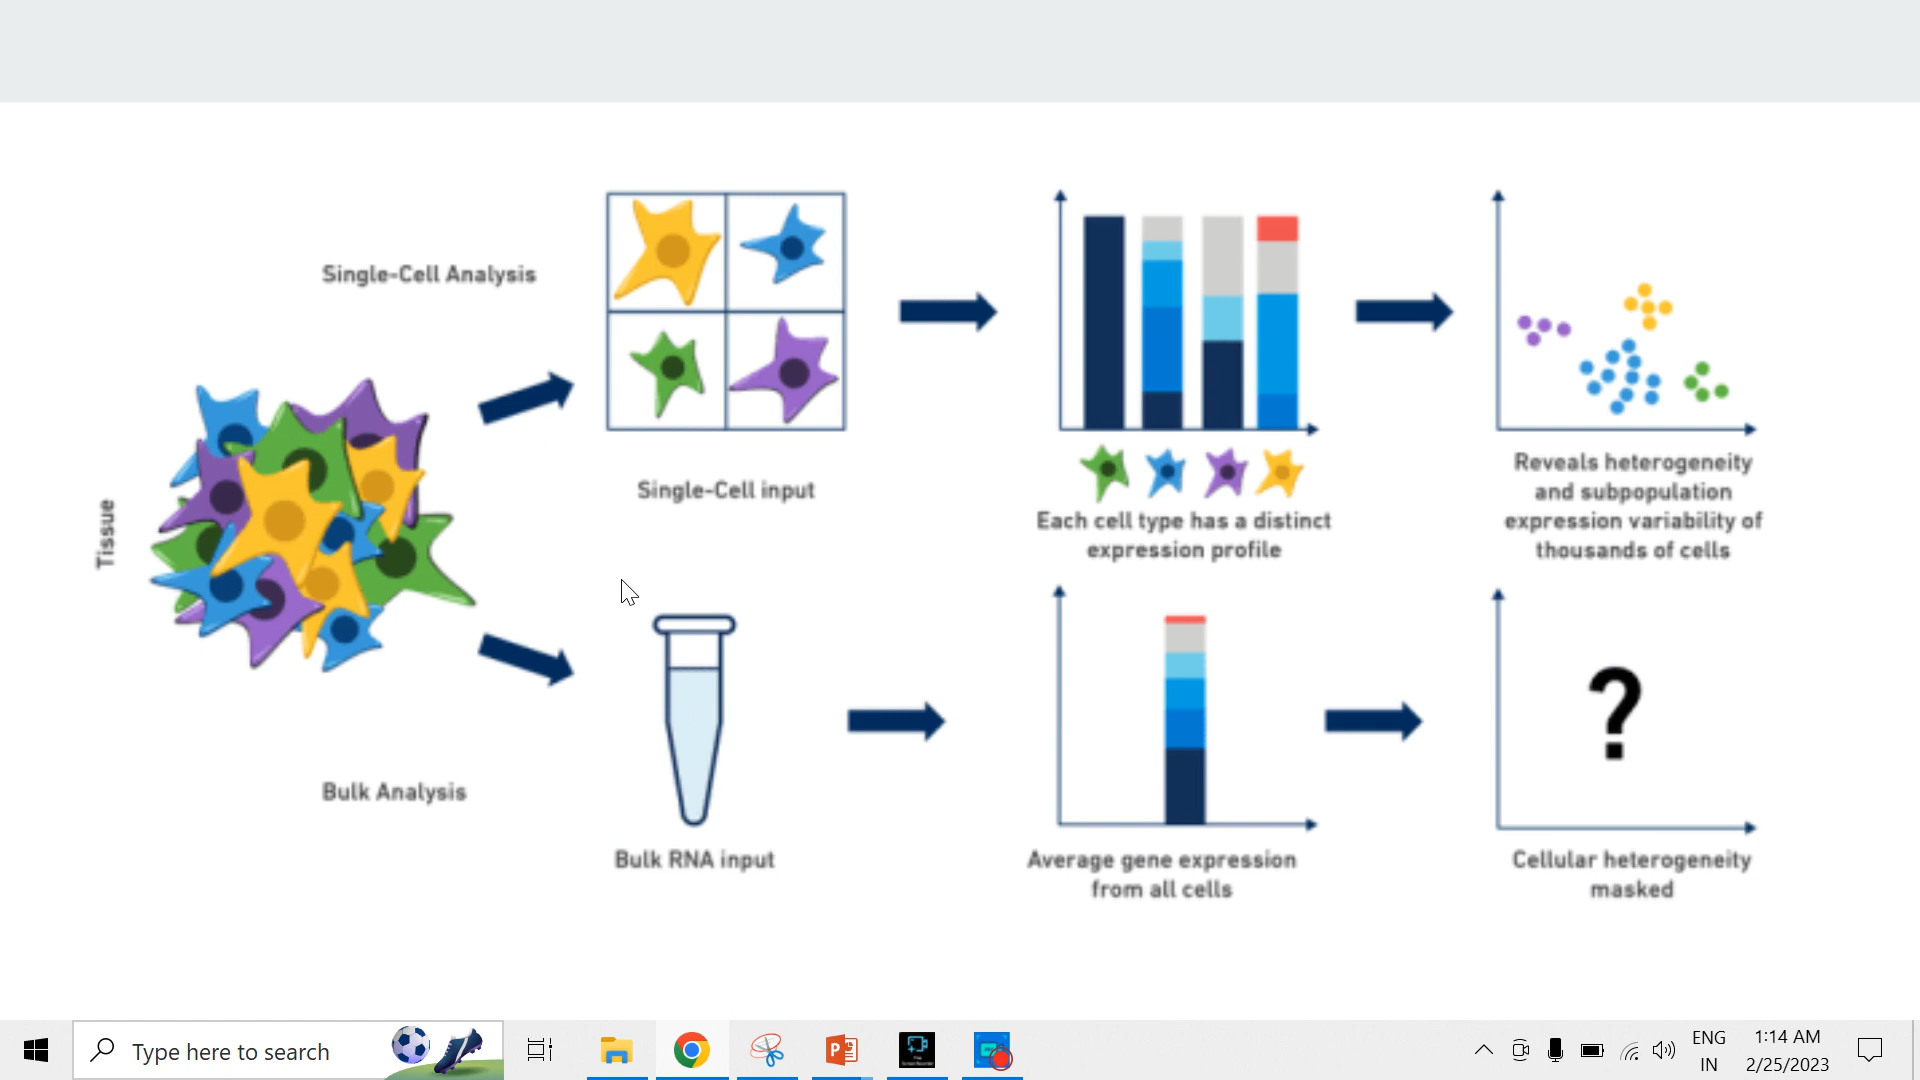 Single-Cell Analysis
Single-Cell input
Each cell type has a distinct
expression profile
Reveals heterogeneity
and subpopulation
expression variability of
thousands of cells
Tissue
Bulk Analysis
Bulk RNA input
Average gene expression
from all cells
?
Cellular heterogeneity
masked
Type here to search
ENG
IN
1:14 AM
2/25/2023